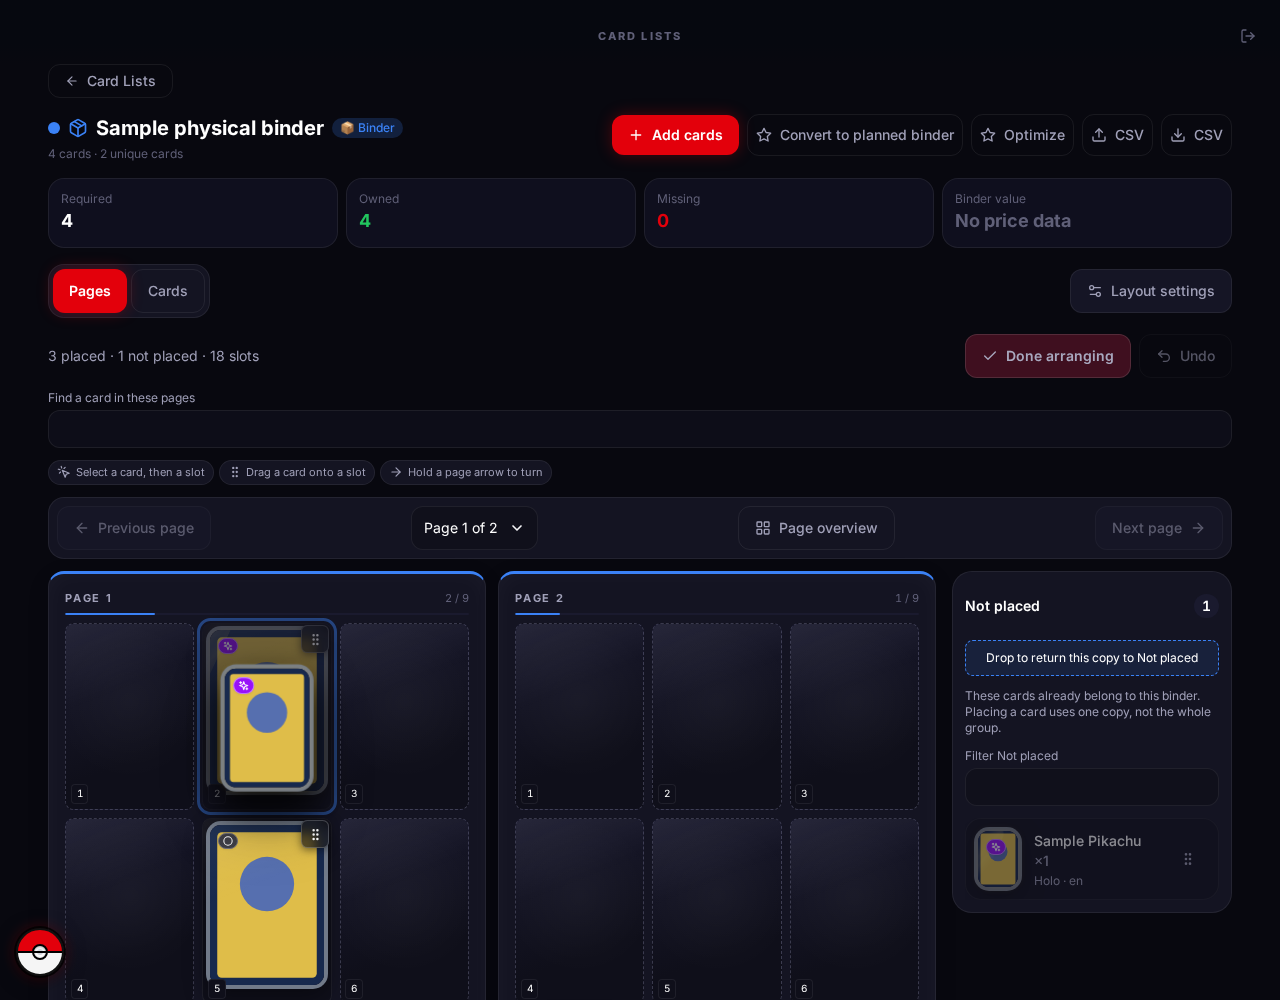 CARD LISTS
Card Lists
Sample physical binder
Binder
4 cards · 2 unique cards
Add cards
Convert to planned binder
Optimize
CSV
CSV
Required
4
Owned
4
Missing
0
Binder value
No price data
Pages
Cards
Layout settings
3 placed · 1 not placed · 18 slots
Done arranging
Undo
Find a card in these pages
Select a card, then a slot
Drag a card onto a slot
Hold a page arrow to turn
Previous page
Page 1 of 2
Page overview
Next page
PAGE 1
2 / 9
1
2
3
4
5
6
PAGE 2
1 / 9
1
2
3
4
5
6
Not placed
1
Drop to return this copy to Not placed
These cards already belong to this binder.
Placing a card uses one copy, not the whole
group.
Filter Not placed
Sample Pikachu
×1
Holo · en